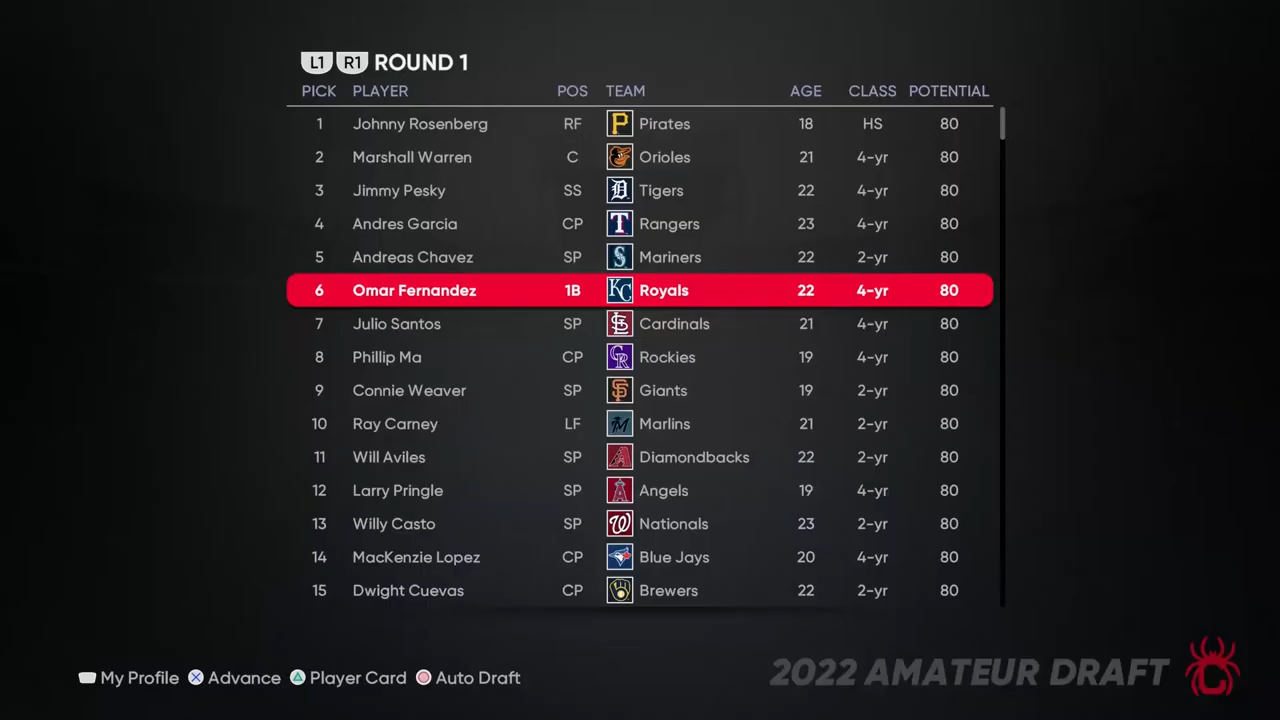 L1 R1 ROUND 1
PICK PLAYER POS TEAM AGE CLASS POTENTIAL
1 Johnny Rosenberg RF P Pirates 18 HS 80
2 Marshall Warren C Orioles 21 4-yr 80
3 Jimmy Pesky SS D Tigers 22 4-yr 80
4 Andres Garcia CP T Rangers 23 4-yr 80
5 Andreas Chavez SP S Mariners 22 2-yr 80
6 Omar Fernandez 1B KC Royals 22 4-yr 80
7 Julio Santos SP STL Cardinals 21 4-yr 80
8 Phillip Ma CP CR Rockies 19 4-yr 80
9 Connie Weaver SP SF Giants 19 2-yr 80
10 Ray Carney LF M Marlins 21 2-yr 80
11 Will Aviles SP A Diamondbacks 22 2-yr 80
12 Larry Pringle SP A Angels 19 4-yr 80
13 Willy Casto SP W Nationals 23 2-yr 80
14 MacKenzie Lopez CP Blue Jays 20 4-yr 80
15 Dwight Cuevas CP Brewers 22 2-yr 80
My Profile Advance Player Card Auto Draft
2022 AMATEUR DRAFT C